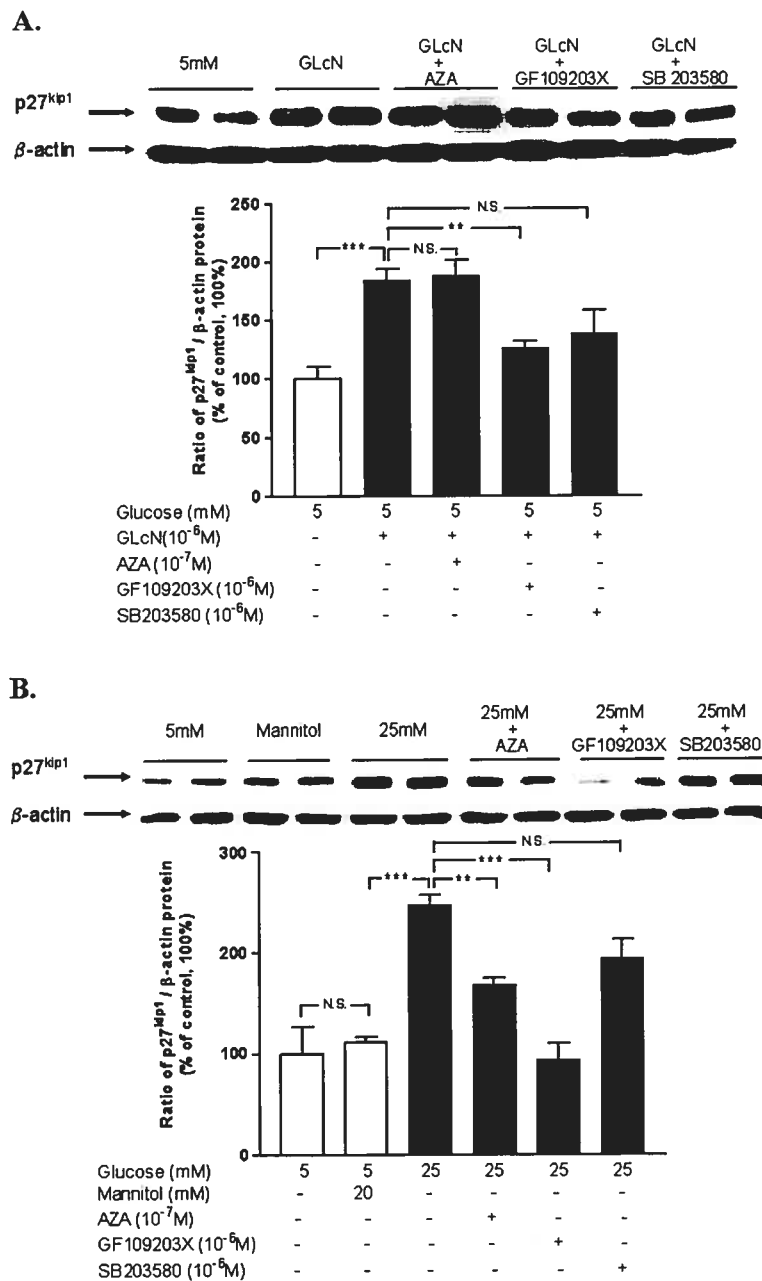 A.
5mM GLcN GLcN + AZA GLcN + GF109203X GLcN + SB 203580
p27kip1
β-actin
250
200
150
100
50
0
Ratio of p27kip1 / β-actin protein
(% of control, 100%)
*** N.S. ** N.S.
Glucose (mM) 5 5 5 5 5
GLcN(10-6M) - + + + +
AZA (10-7M) - - + - -
GF109203X (10-6M) - - - + -
SB203580 (10-6M) - - - - +
B.
5mM Mannitol 25mM 25mM + AZA 25mM + GF109203X 25mM + SB203580
p27kip1
β-actin
300
200
100
0
Ratio of p27kip1 / β-actin protein
(% of control, 100%)
N.S. *** ** *** N.S.
Glucose (mM) 5 5 25 25 25 25
Mannitol (mM) - 20 - - - -
AZA (10-7M) - - - + - -
GF109203X (10-6M) - - - - + -
SB203580 (10-6M) - - - - - +